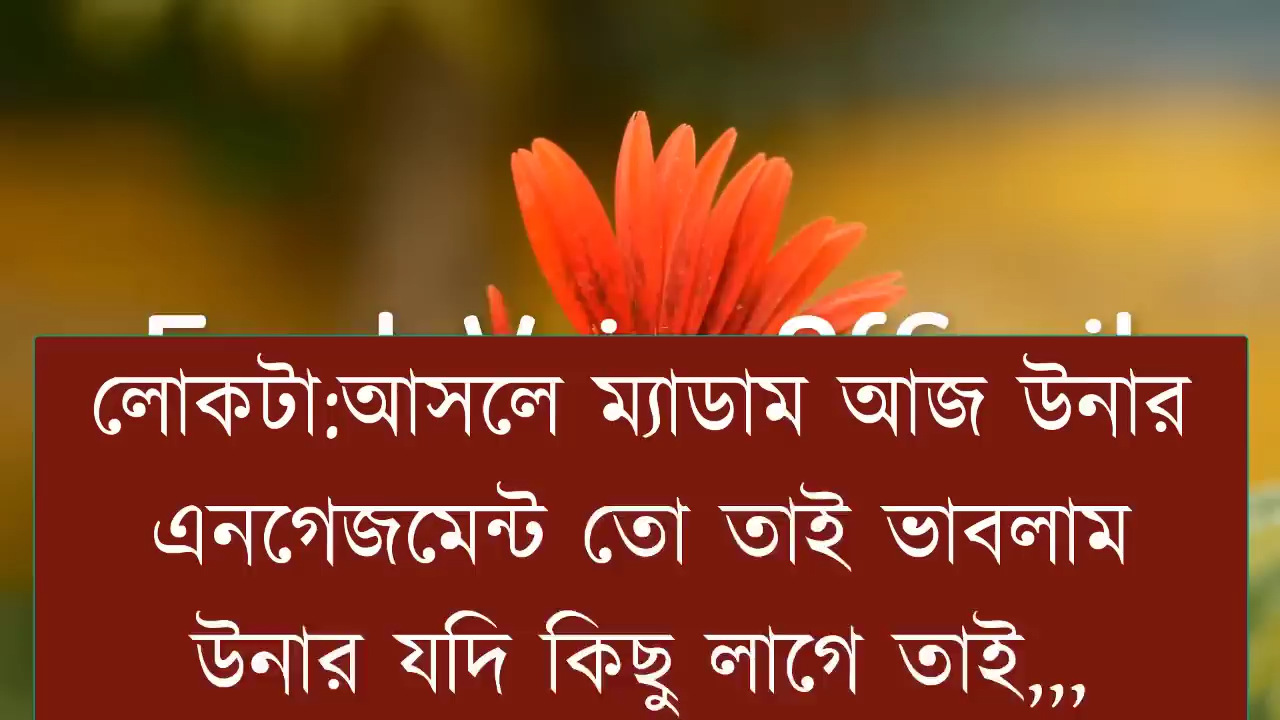 লোকটা:আসলে ম্যাডাম আজ উনার
এনগেজমেন্ট তো তাই ভাবলাম
উনার যদি কিছু লাগে তাই,,,